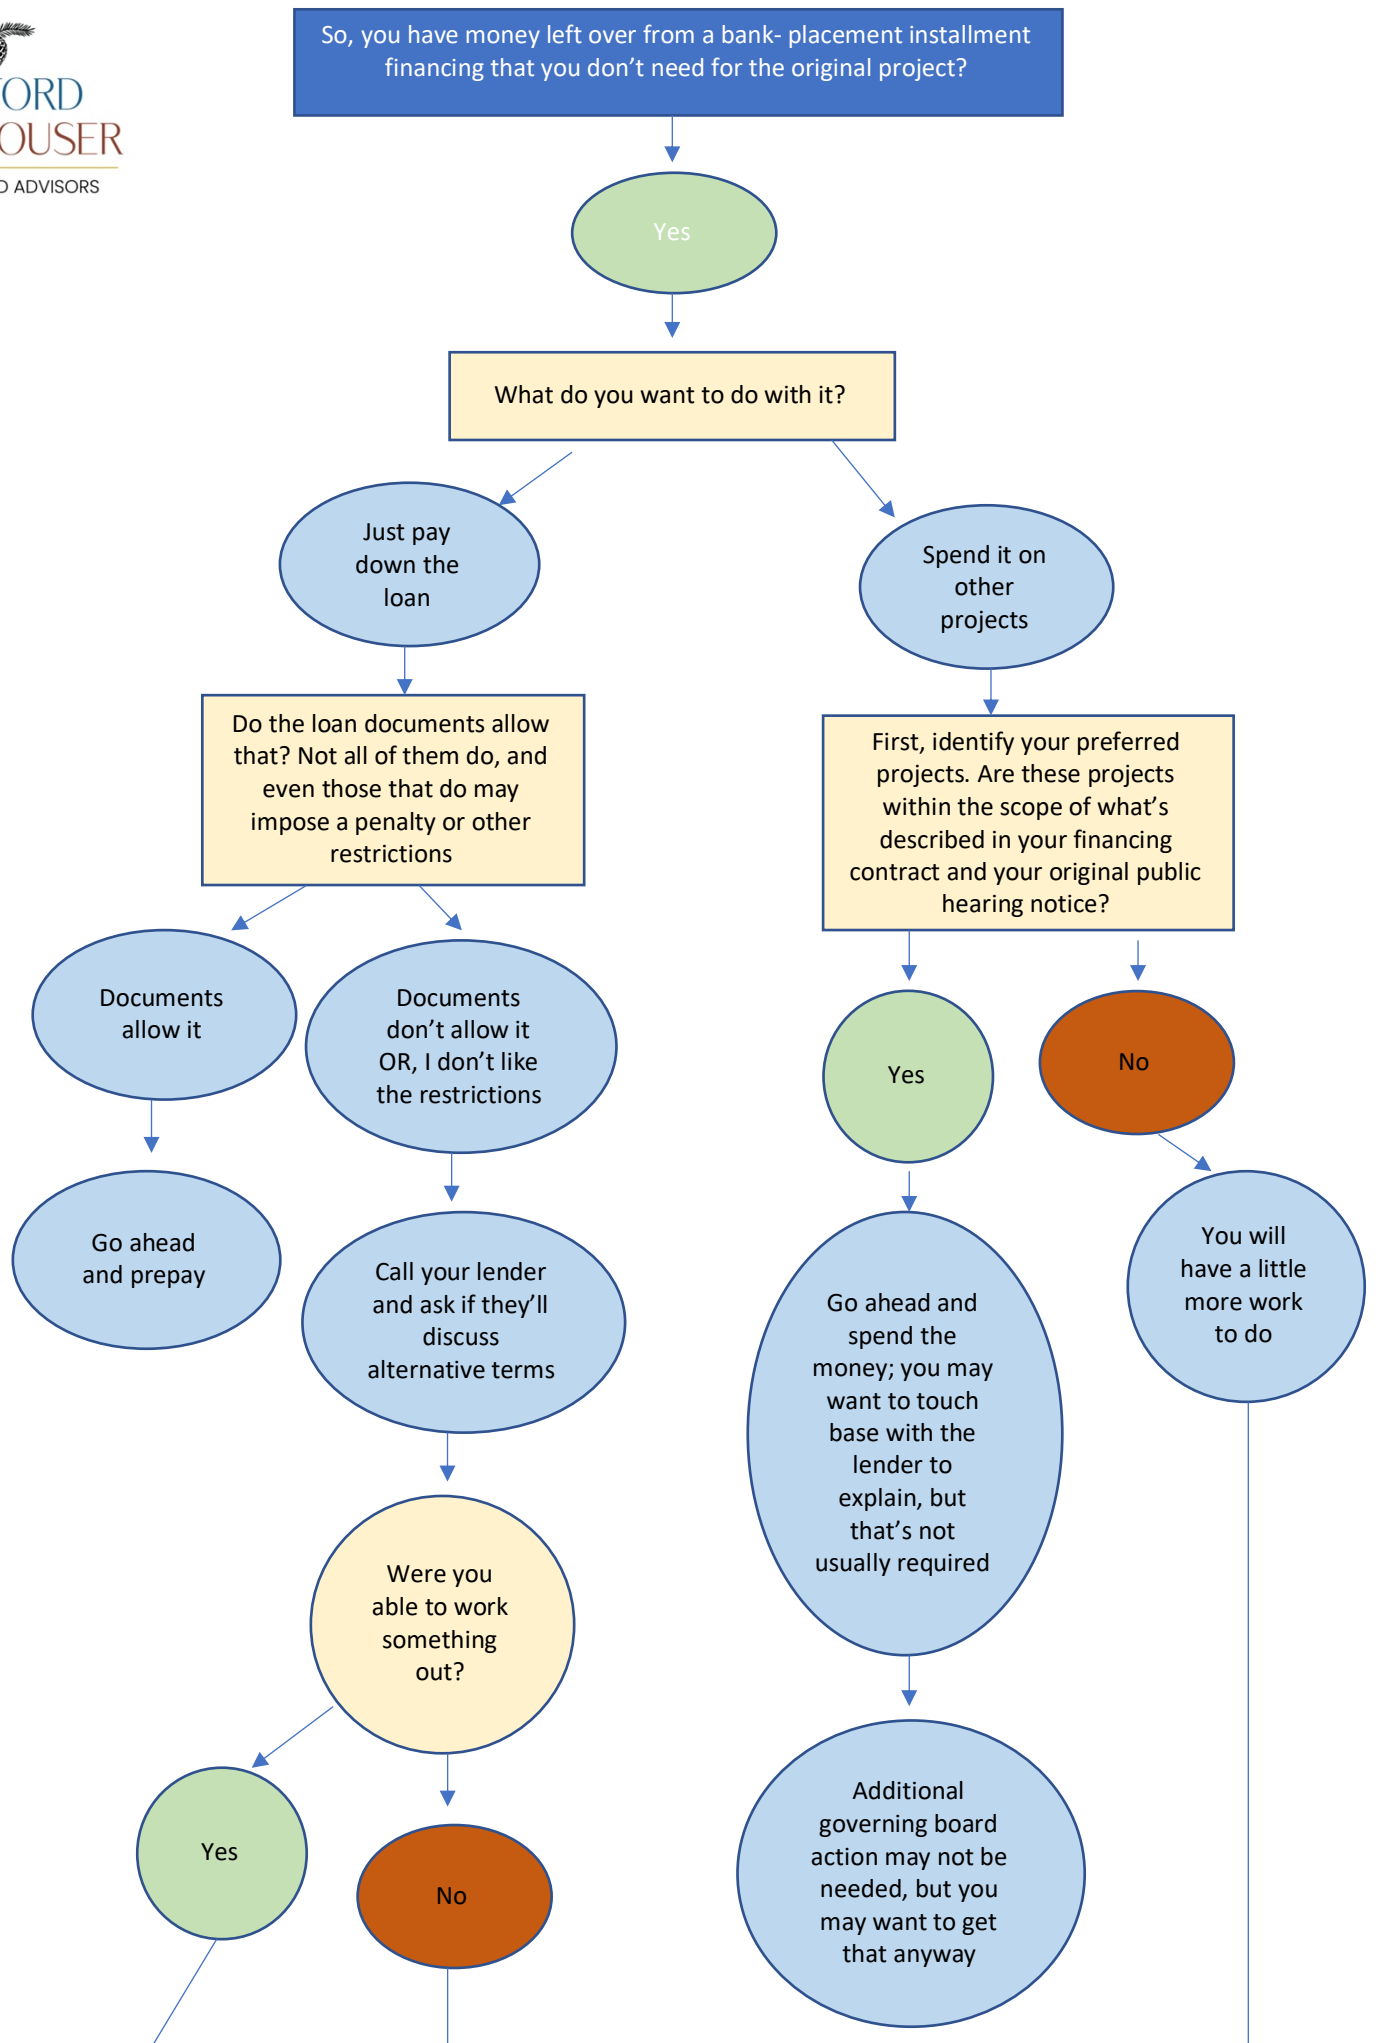 ORD
OUSER
D ADVISORS
So, you have money left over from a bank- placement installment
financing that you don’t need for the original project?
Yes
What do you want to do with it?
Just pay
down the
loan
Spend it on
other
projects
Do the loan documents allow
that? Not all of them do, and
even those that do may
impose a penalty or other
restrictions
First, identify your preferred
projects. Are these projects
within the scope of what’s
described in your financing
contract and your original public
hearing notice?
Documents
allow it
Documents
don’t allow it
OR, I don’t like
the restrictions
Yes
No
Go ahead
and prepay
Call your lender
and ask if they’ll
discuss
alternative terms
Go ahead and
spend the
money; you may
want to touch
base with the
lender to
explain, but
that’s not
usually required
You will
have a little
more work
to do
Were you
able to work
something
out?
Yes
No
Additional
governing board
action may not be
needed, but you
may want to get
that anyway